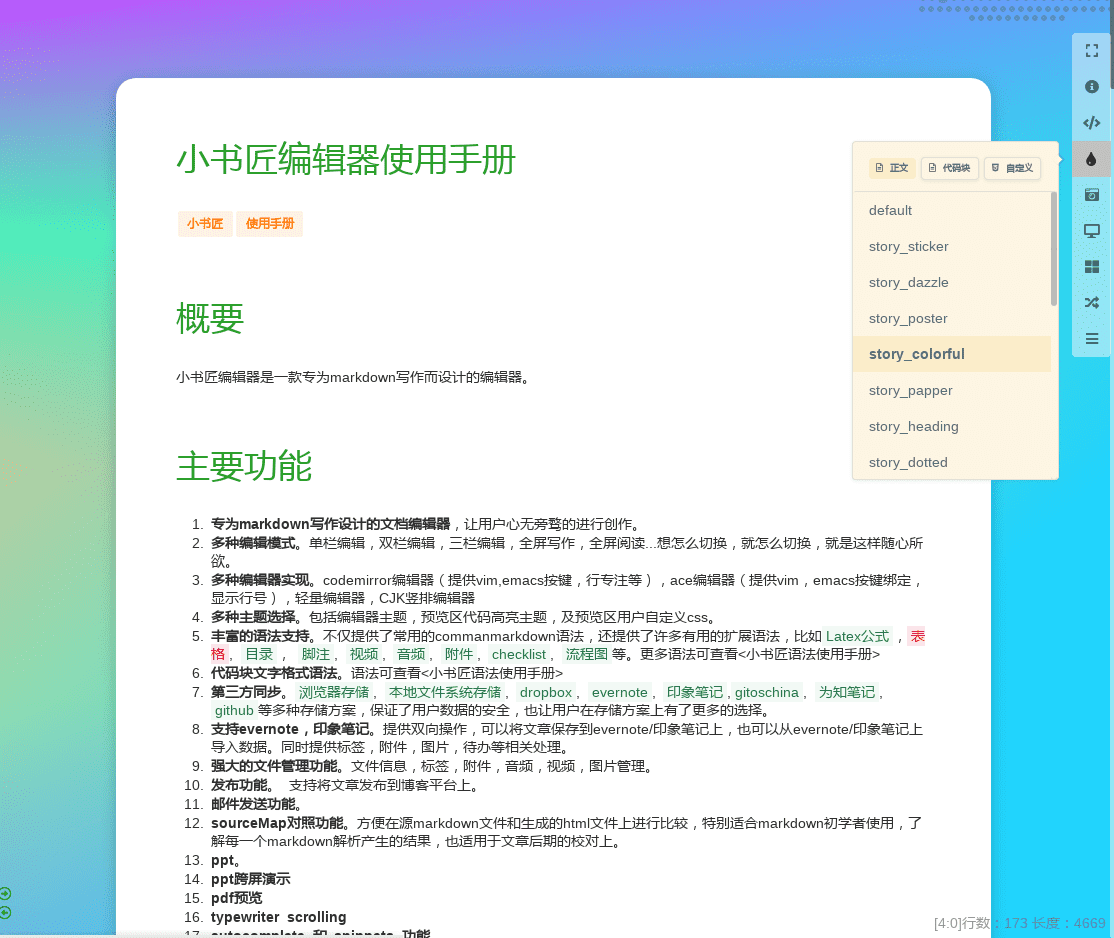 小书匠编辑器使用手册
小书匠 使用手册
概要
小书匠编辑器是一款专为markdown写作而设计的编辑器。
主要功能
1. 专为markdown写作设计的文档编辑器，让用户心无旁骛的进行创作。
2. 多种编辑模式。单栏编辑，双栏编辑，三栏编辑，全屏写作，全屏阅读...想怎么切换，就怎么切换，就是这样随心所
欲。
3. 多种编辑器实现。codemirror编辑器（提供vim,emacs按键，行专注等），ace编辑器（提供vim，emacs按键绑定，
显示行号），轻量编辑器，CJK竖排编辑器
4. 多种主题选择。包括编辑器主题，预览区代码高亮主题，及预览区用户自定义css。
5. 丰富的语法支持。不仅提供了常用的commanmarkdown语法，还提供了许多有用的扩展语法，比如 Latex公式，表
格，目录，脚注，视频，音频，附件，checklist，流程图 等。更多语法可查看<小书匠语法使用手册>
6. 代码块文字格式语法。语法可查看<小书匠语法使用手册>
7. 第三方同步。浏览器存储，本地文件系统存储，dropbox，evernote，印象笔记，gitoschina，为知笔记，
github 等多种存储方案，保证了用户数据的安全，也让用户在存储方案上有了更多的选择。
8. 支持evernote，印象笔记。提供双向操作，可以将文章保存到evernote/印象笔记上，也可以从evernote/印象笔记上
导入数据。同时提供标签，附件，图片，待办等相关处理。
9. 强大的文件管理功能。文件信息，标签，附件，音频，视频，图片管理。
10. 发布功能。 支持将文章发布到博客平台上。
11. 邮件发送功能。
12. sourceMap对照功能。方便在源markdown文件和生成的html文件上进行比较，特别适合markdown初学者使用，了
解每一个markdown解析产生的结果，也适用于文章后期的校对上。
13. ppt。
14. ppt跨屏演示
15. pdf预览
16. typewriter scrolling
17. autocomplete 和 snippets 功能
正文 代码块 自定义
default
story_sticker
story_dazzle
story_poster
story_colorful
story_papper
story_heading
story_dotted
[4:0]行数：173 长度：4669